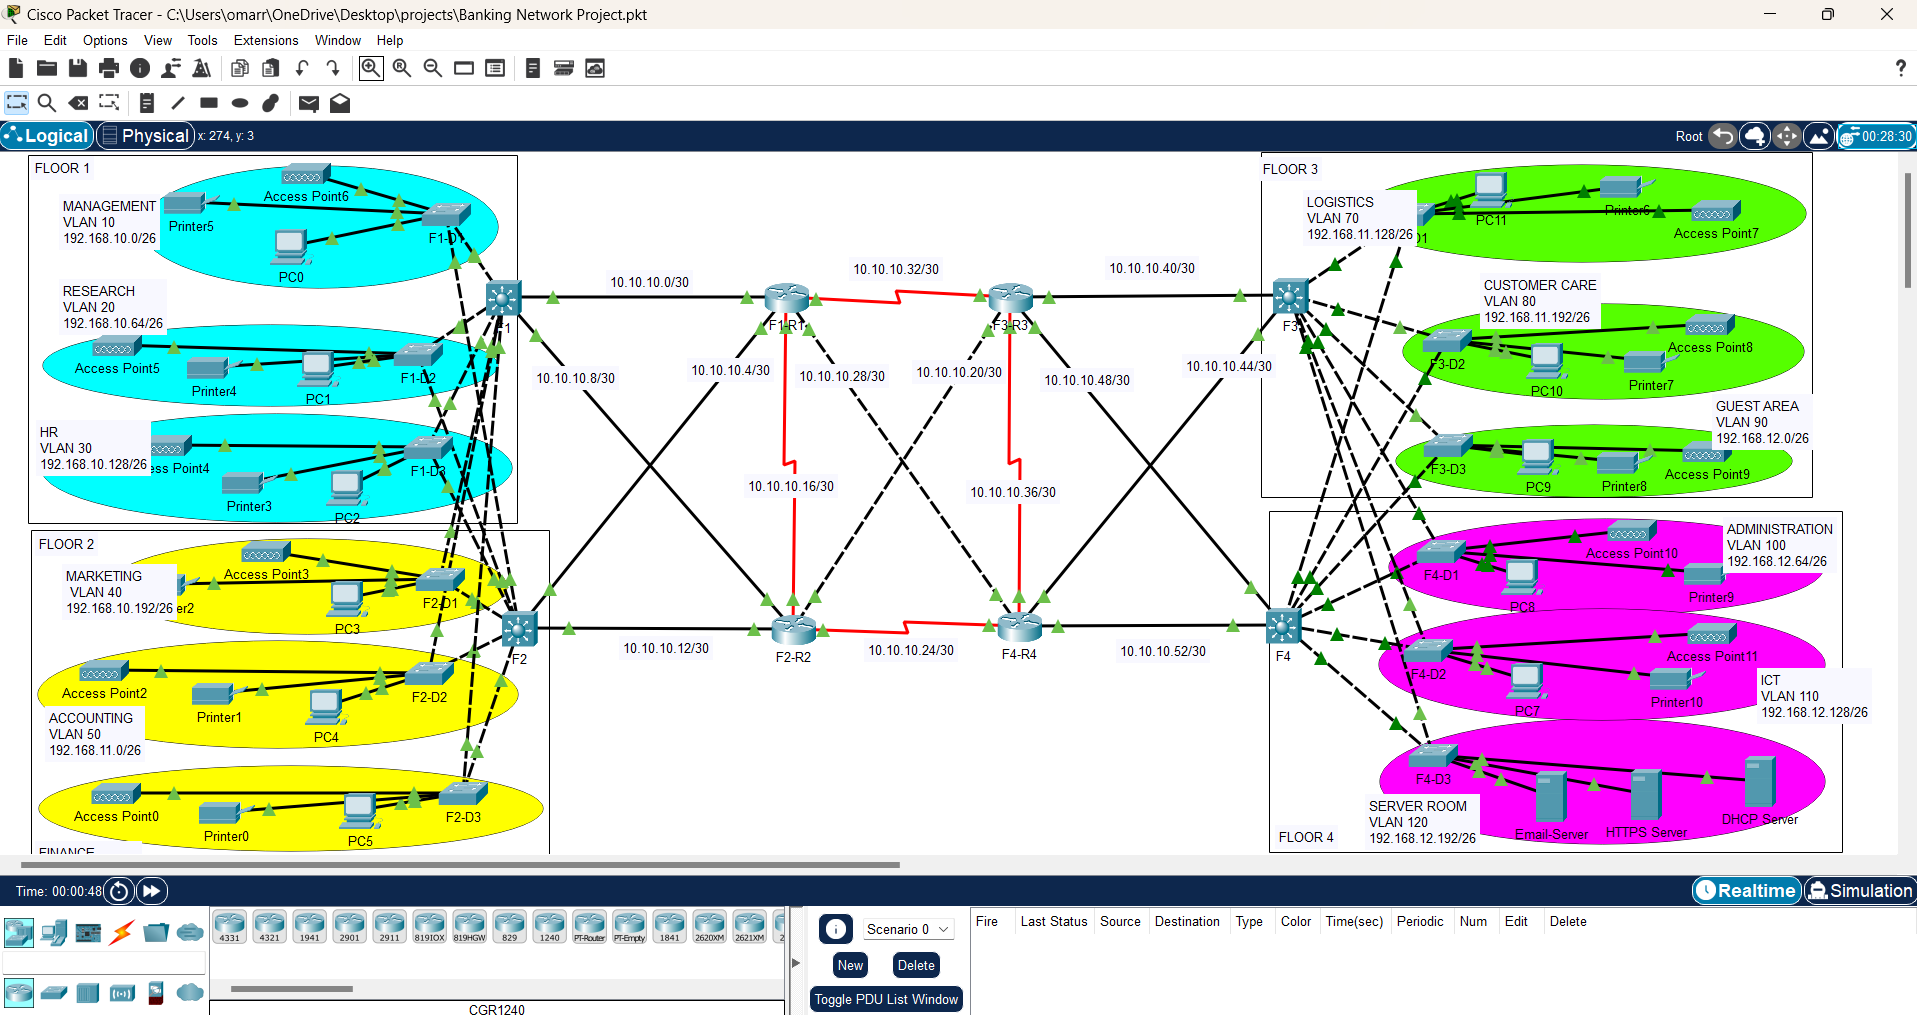 Cisco Packet Tracer - C:\Users\omarr\OneDrive\Desktop\projects\Banking Network Project.pkt
File Edit Options View Tools Extensions Window Help
Logical Physical x: 274, y: 3
Root 00:28:30
FLOOR 1
MANAGEMENT
VLAN 10
192.168.10.0/26
Access Point6
Printer5
PC0
F1-D1
RESEARCH
VLAN 20
192.168.10.64/26
Access Point5
Printer4
PC1
F1-D2
HR
VLAN 30
192.168.10.128/26
ess Point4
Printer3
PC2
F1-D3
F1
FLOOR 2
MARKETING
VLAN 40
192.168.10.192/26
er2
Access Point3
PC3
F2-D1
F2
Access Point2
Printer1
PC4
F2-D2
ACCOUNTING
VLAN 50
192.168.11.0/26
Access Point0
Printer0
PC5
F2-D3
FINANCE
10.10.10.0/30
10.10.10.32/30
10.10.10.40/30
F1-R1
F3-R3
10.10.10.8/30
10.10.10.4/30
10.10.10.28/30
10.10.10.20/30
10.10.10.48/30
10.10.10.44/30
10.10.10.16/30
10.10.10.36/30
10.10.10.12/30
F2-R2
10.10.10.24/30
F4-R4
10.10.10.52/30
FLOOR 3
LOGISTICS
VLAN 70
192.168.11.128/26
D1
PC11
Printer6
Access Point7
F3
CUSTOMER CARE
VLAN 80
192.168.11.192/26
F3-D2
PC10
Printer7
Access Point8
GUEST AREA
VLAN 90
192.168.12.0/26
F3-D3
PC9
Printer8
Access Point9
ADMINISTRATION
VLAN 100
192.168.12.64/26
F4-D1
PC8
Access Point10
Printer9
F4
F4-D2
PC7
Access Point11
Printer10
ICT
VLAN 110
192.168.12.128/26
F4-D3
SERVER ROOM
VLAN 120
192.168.12.192/26
Email-Server
HTTPS Server
DHCP Server
FLOOR 4
Time: 00:00:48
Realtime Simulation
4331 4321 1941 2901 2911 819IOX 819HGW 829 1240 PT-Router PT-Empty 1841 2620XM 2621XM 2
CGR1240
Scenario 0
New Delete
Toggle PDU List Window
Fire Last Status Source Destination Type Color Time(sec) Periodic Num Edit Delete